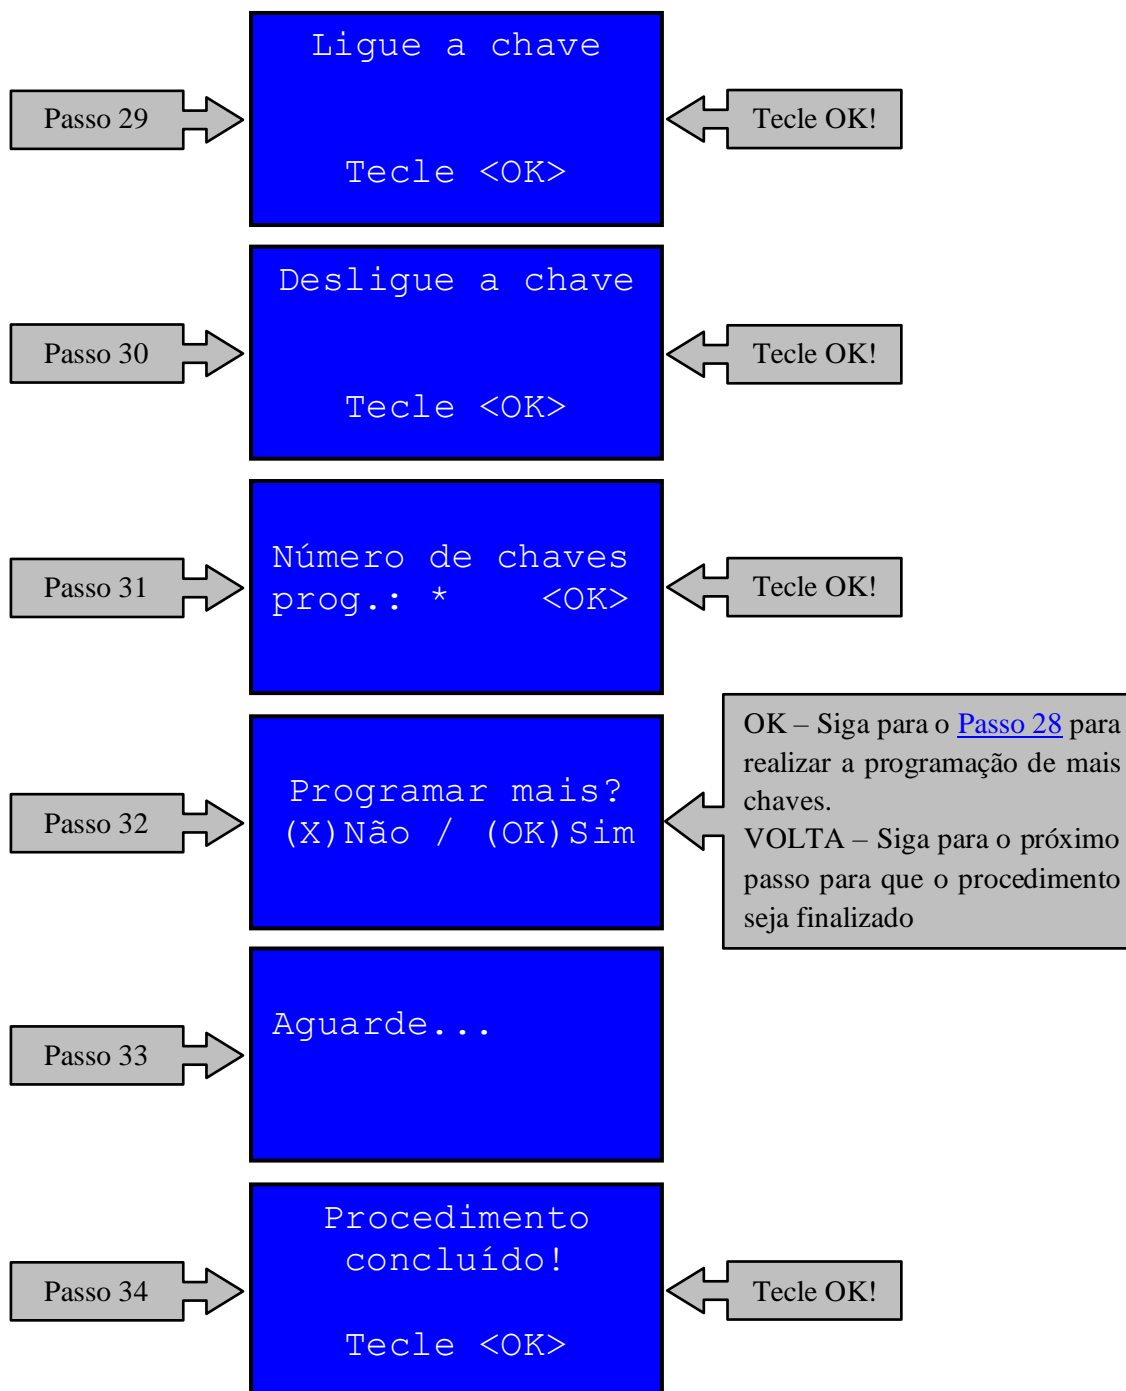 Ligue a chave
Passo 29
Tecle OK!
Tecle <OK>
Desligue a chave
Passo 30
Tecle OK!
Tecle <OK>
Número de chaves
Passo 31
prog.: * <OK>
Tecle OK!
Programar mais?
Passo 32
(X)Não / (OK)Sim
OK – Siga para o Passo 28 para
realizar a programação de mais
chaves.
VOLTA – Siga para o próximo
passo para que o procedimento
seja finalizado
Aguarde...
Passo 33
Procedimento
concluído!
Passo 34
Tecle OK!
Tecle <OK>